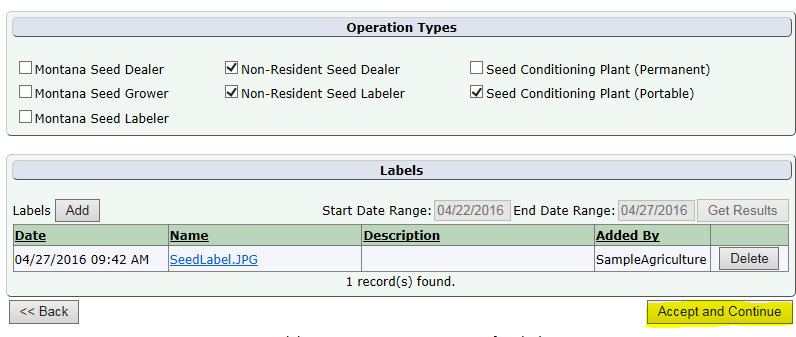 Operation Types
Montana Seed Dealer Non-Resident Seed Dealer Seed Conditioning Plant (Permanent)
Montana Seed Grower Non-Resident Seed Labeler Seed Conditioning Plant (Portable)
Montana Seed Labeler
Labels
Labels Add Start Date Range: 04/22/2016 End Date Range: 04/27/2016 Get Results
Date Name Description Added By
04/27/2016 09:42 AM SeedLabel.JPG SampleAgriculture Delete
1 record(s) found.
<< Back Accept and Continue